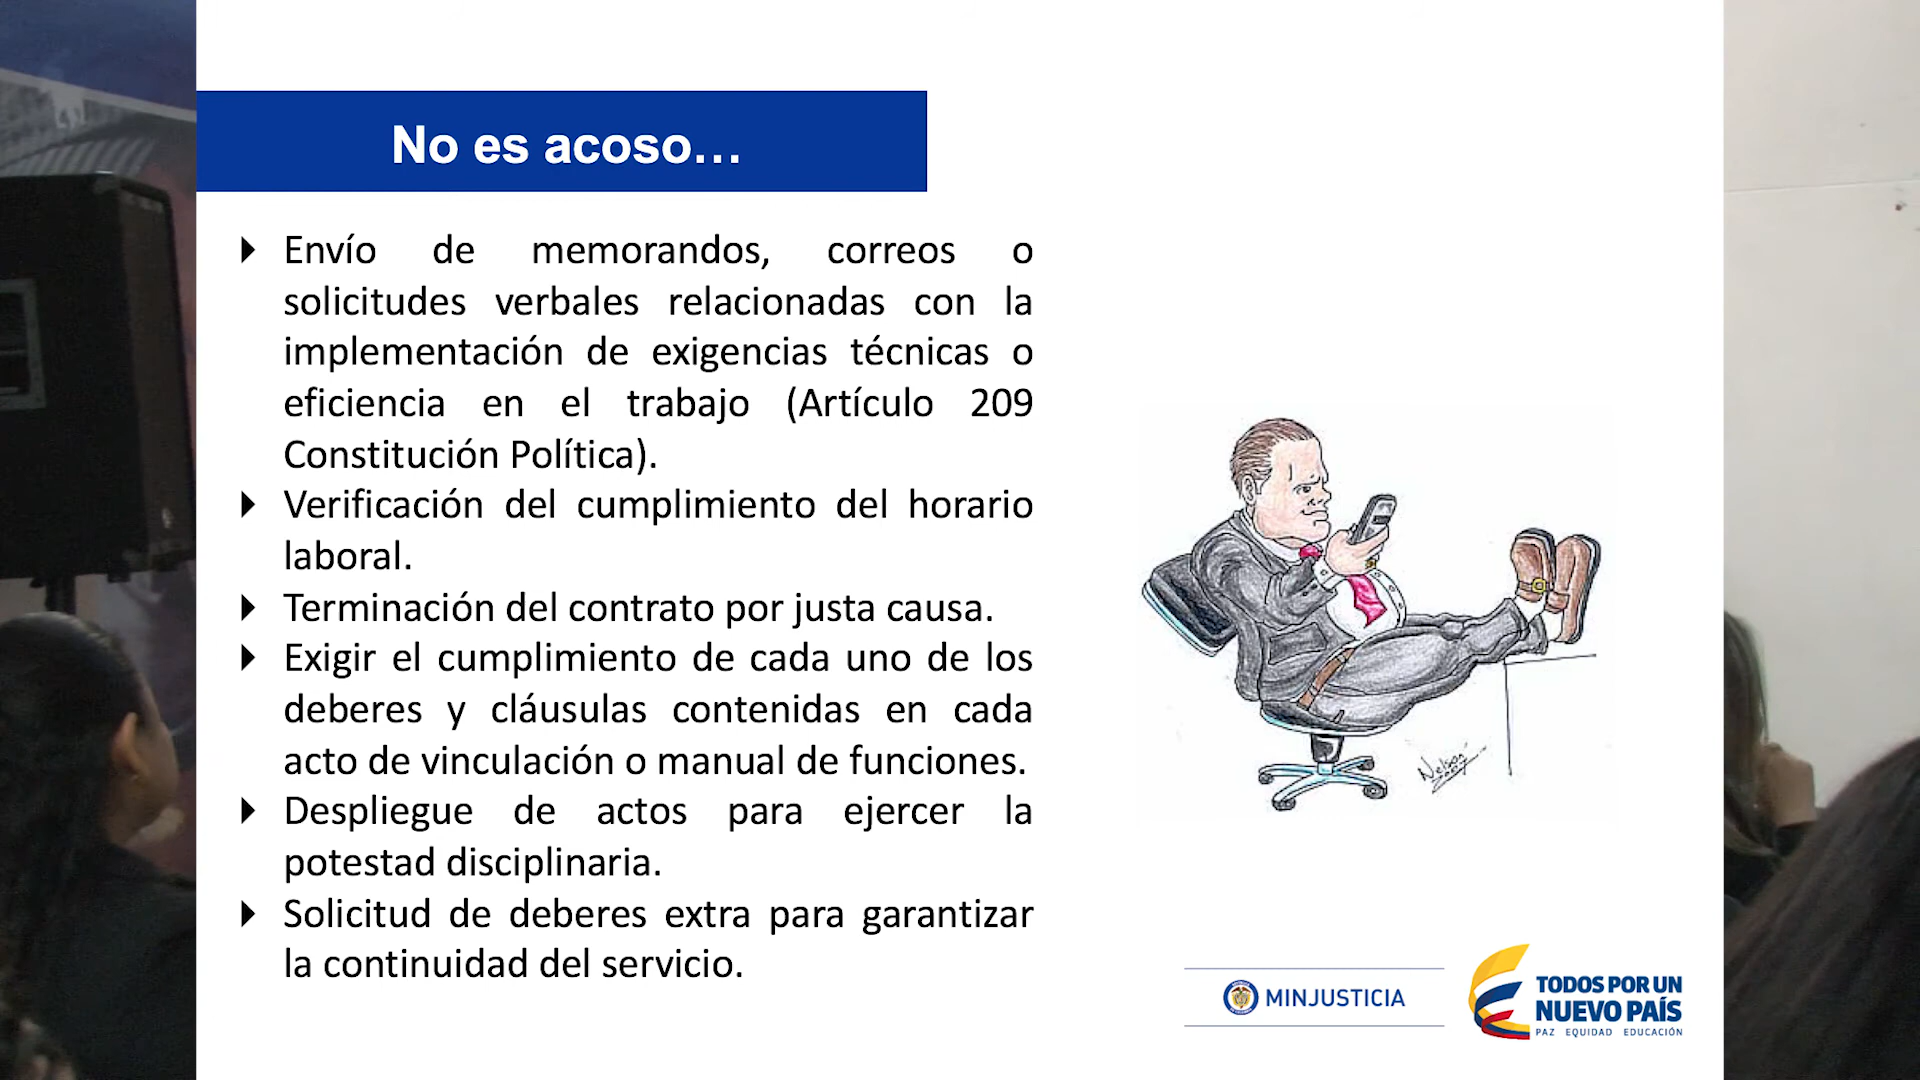 No es acoso…
Envío de memorandos, correos o
solicitudes verbales relacionadas con la
implementación de exigencias técnicas o
eficiencia en el trabajo (Artículo 209
Constitución Política).
Verificación del cumplimiento del horario
laboral.
Terminación del contrato por justa causa.
Exigir el cumplimiento de cada uno de los
deberes y cláusulas contenidas en cada
acto de vinculación o manual de funciones.
Despliegue de actos para ejercer la
potestad disciplinaria.
Solicitud de deberes extra para garantizar
la continuidad del servicio.
MINJUSTICIA
TODOS POR UN
NUEVO PAÍS
PAZ EQUIDAD EDUCACIÓN